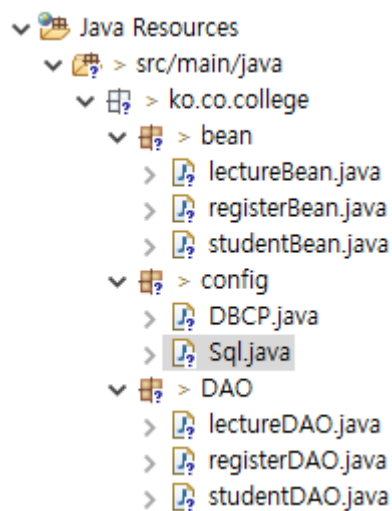 Java Resources
> src/main/java
> ko.co.college
> bean
> lectureBean.java
> registerBean.java
> studentBean.java
> config
> DBCP.java
> Sql.java
> DAO
> lectureDAO.java
> registerDAO.java
> studentDAO.java